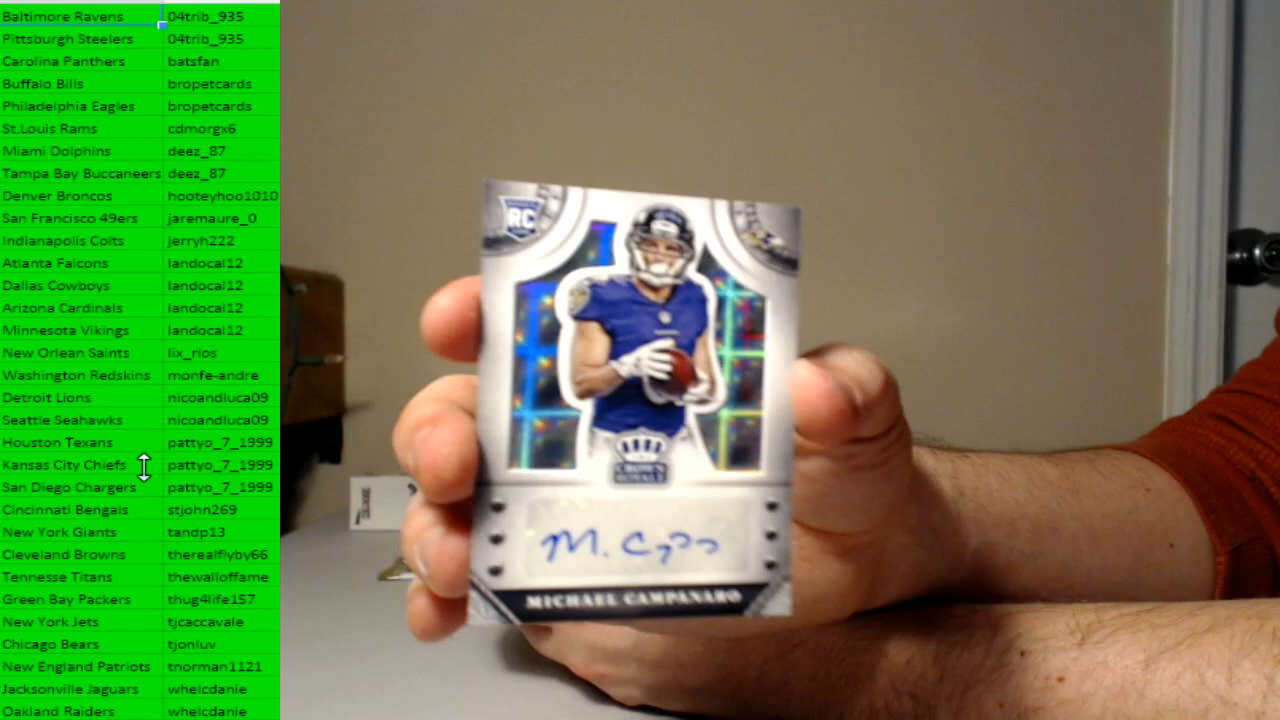 Baltimore Ravens 04trib_935
Pittsburgh Steelers 04trib_935
Carolina Panthers batsfan
Buffalo Bills bropetcards
Philadelphia Eagles bropetcards
St.Louis Rams cdmorgx6
Miami Dolphins deez_87
Tampa Bay Buccaneers deez_87
Denver Broncos hooteyhoo1010
San Francisco 49ers jaremaure_0
Indianapolis Colts jerryh222
Atlanta Falcons landocal12
Dallas Cowboys landocal12
Arizona Cardinals landocal12
Minnesota Vikings landocal12
New Orlean Saints lix_rios
Washington Redskins monfe-andre
Detroit Lions nicoandluca09
Seattle Seahawks nicoandluca09
Houston Texans pattyo_7_1999
Kansas City Chiefs pattyo_7_1999
San Diego Chargers pattyo_7_1999
Cincinnati Bengals stjohn269
New York Giants tandp13
Cleveland Browns therealflyby66
Tennesse Titans thewalloffame
Green Bay Packers thug4life157
New York Jets tjcaccavale
Chicago Bears tjonluv
New England Patriots tnorman1121
Jacksonville Jaguars whelcdanie
Oakland Raiders whelcdanie
RC
CROWN
ROYALE
MICHAEL CAMPANARO